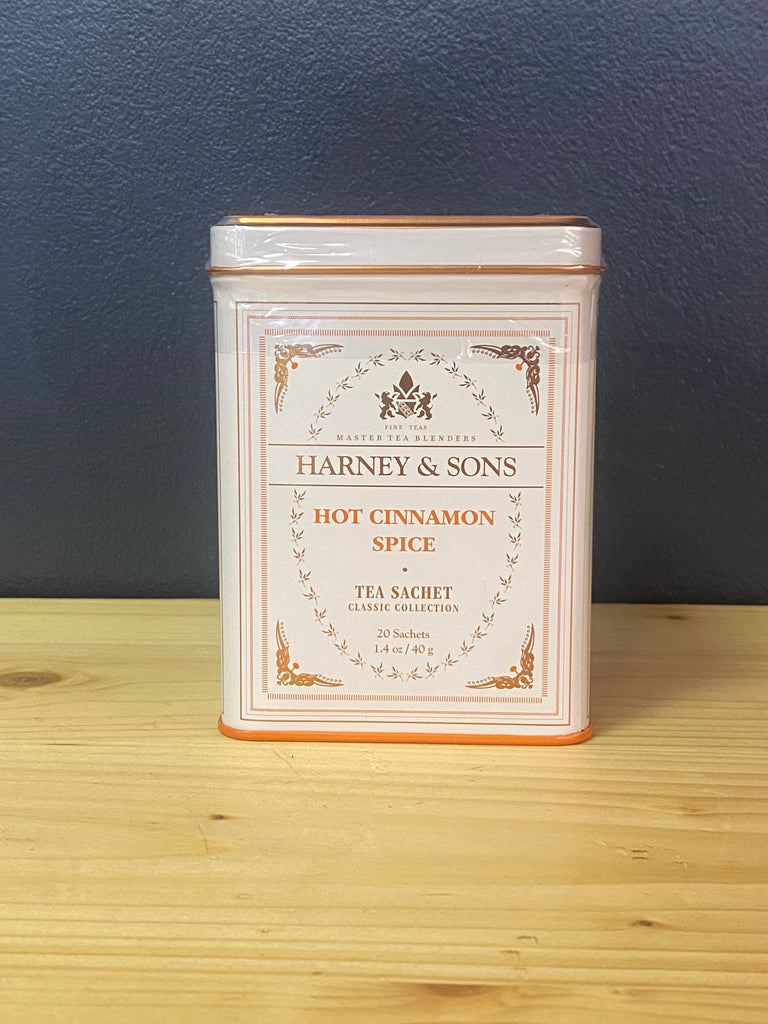 FINE TEAS
MASTER TEA BLENDERS
HARNEY & SONS
HOT CINNAMON
SPICE
TEA SACHET
CLASSIC COLLECTION
20 Sachets
1.4 oz / 40 g